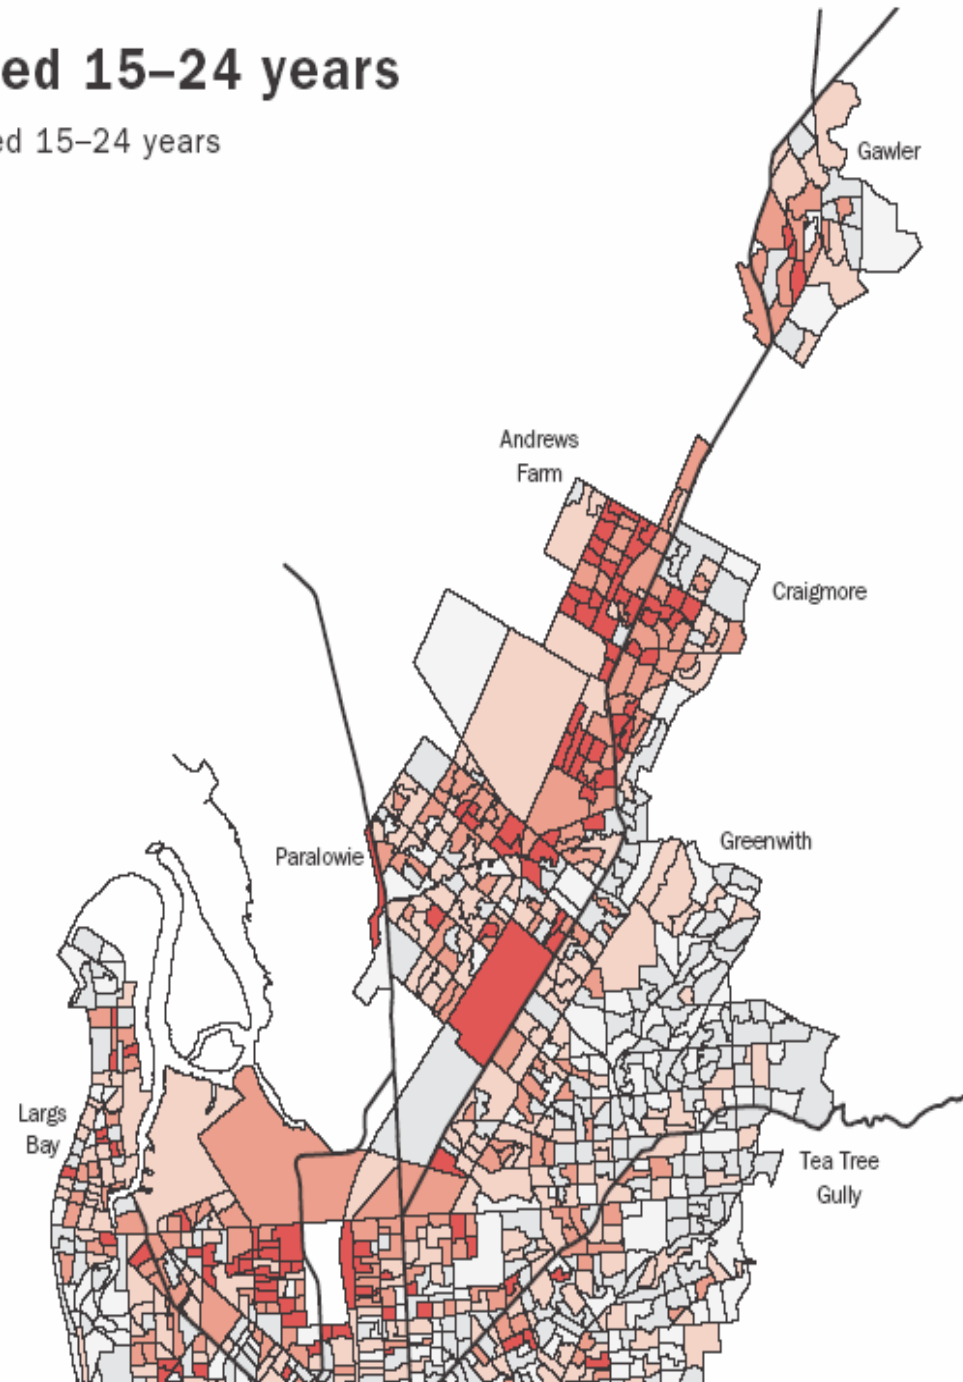 ed 15–24 years
ed 15–24 years
Gawler
Andrews
Farm
Craigmore
Greenwith
Paralowie
Largs
Bay
Tea Tree
Gully